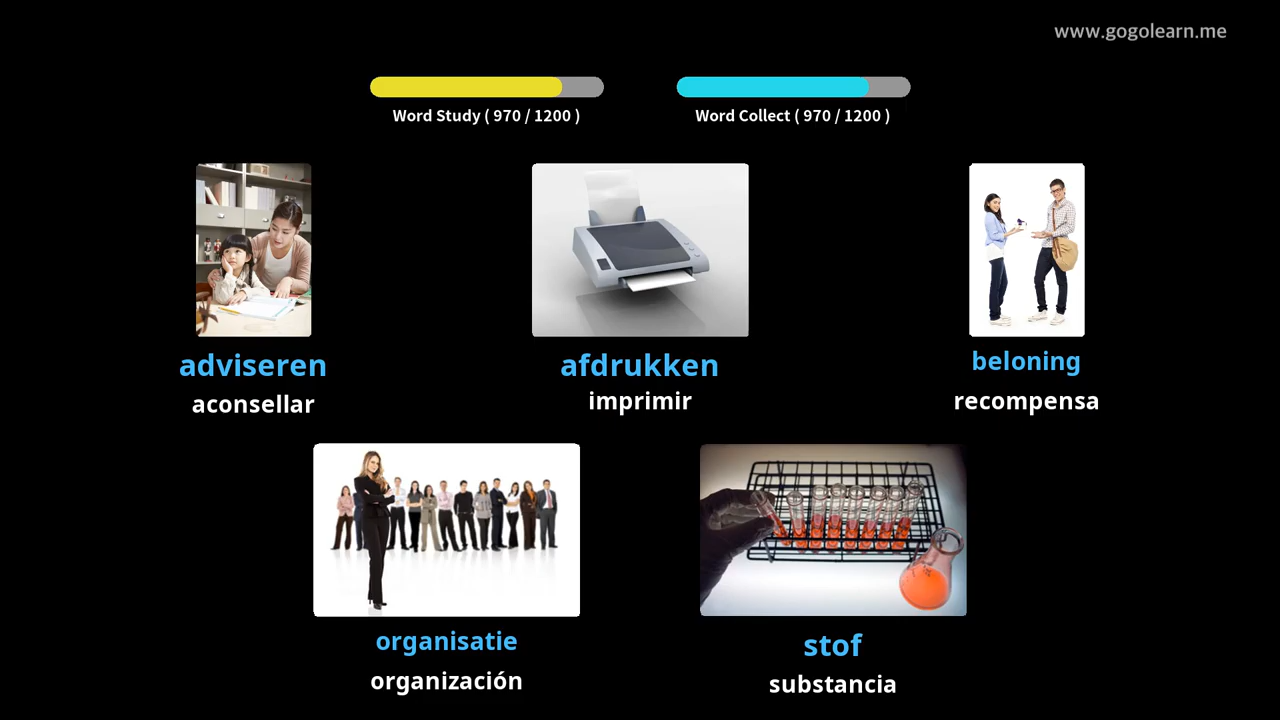 www.gogolearn.me
Word Study ( 970 / 1200 )
Word Collect ( 970 / 1200 )
adviseren
aconsellar
afdrukken
imprimir
beloning
recompensa
organisatie
organización
stof
substancia